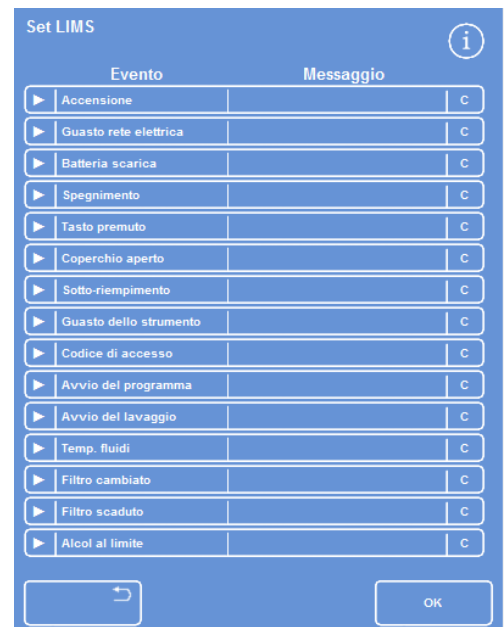 Set LIMS
i
Evento Messaggio
Accensione C
Guasto rete elettrica C
Batteria scarica C
Spegnimento C
Tasto premuto C
Coperchio aperto C
Sotto-riempimento C
Guasto dello strumento C
Codice di accesso C
Avvio del programma C
Avvio del lavaggio C
Temp. fluidi C
Filtro cambiato C
Filtro scaduto C
Alcol al limite C
OK